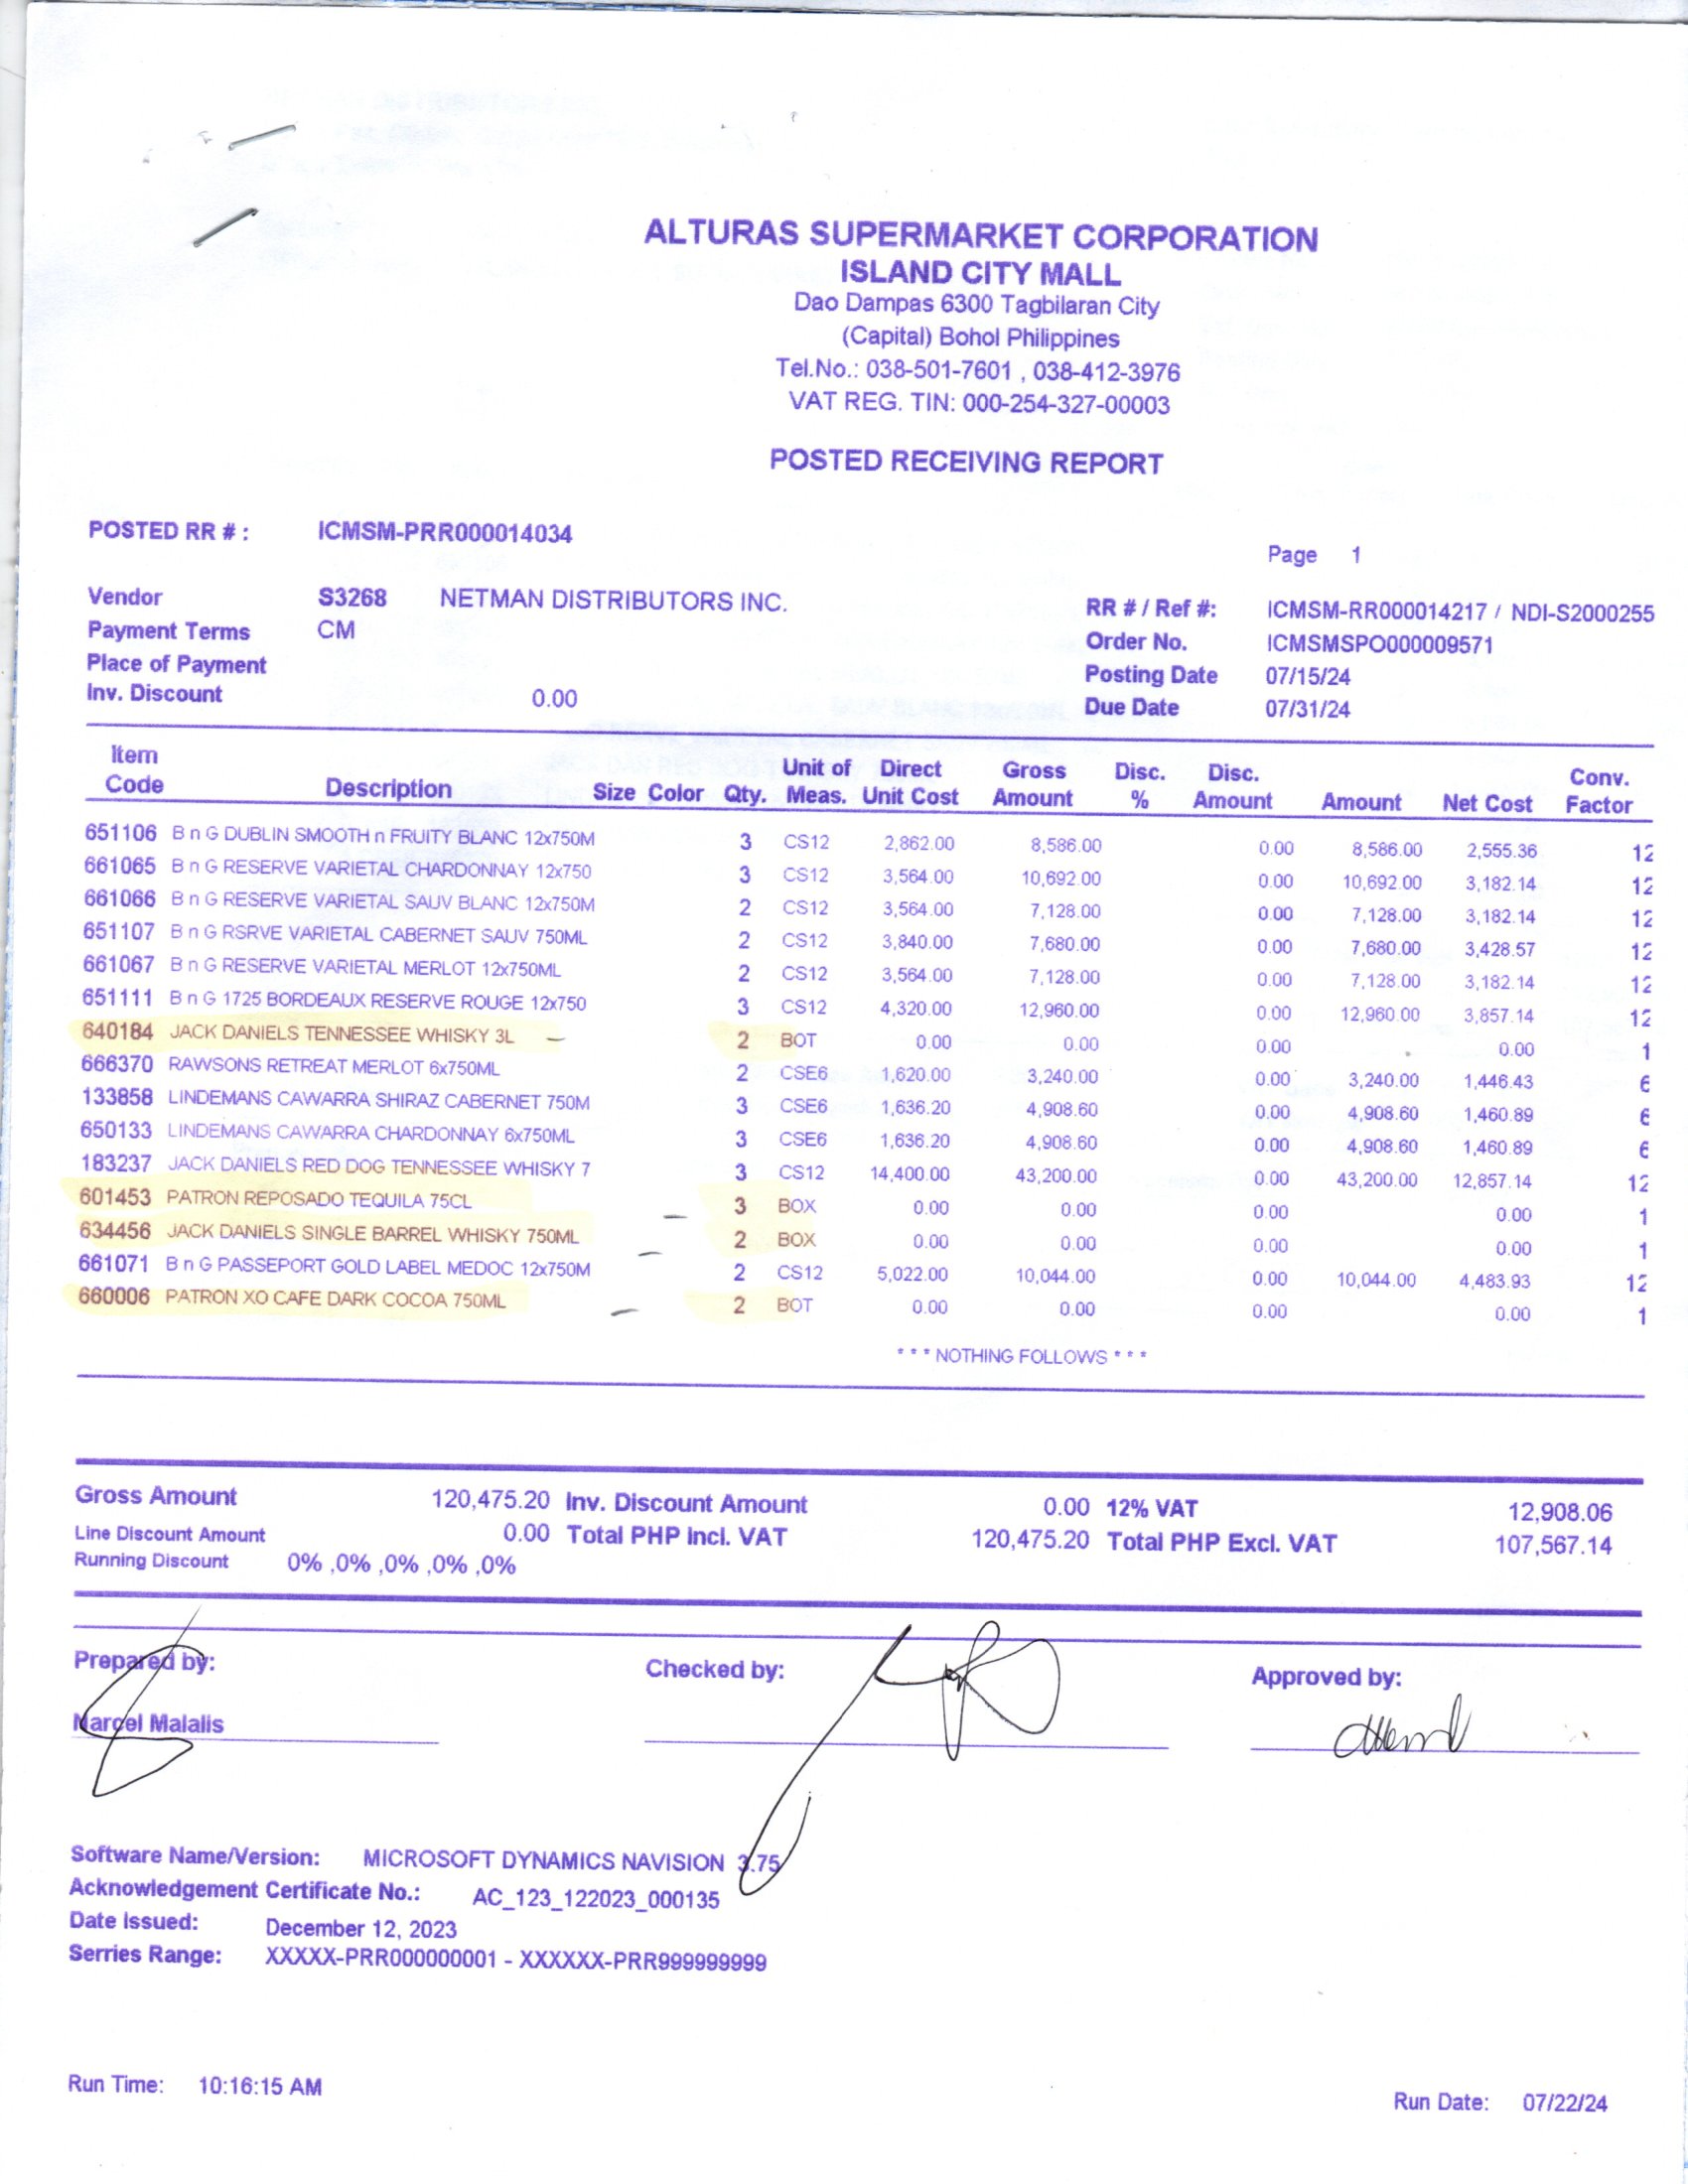 ALTURAS SUPERMARKET CORPORATION
ISLAND CITY MALL
Dao Dampas 6300 Tagbilaran City
(Capital) Bohol Philippines
Tel.No.: 038-501-7601 , 038-412-3976
VAT REG. TIN: 000-254-327-00003
POSTED RECEIVING REPORT
POSTED RR # : ICMSM-PRR000014034
Page 1
Vendor S3268 NETMAN DISTRIBUTORS INC. RR # / Ref #: ICMSM-RR000014217 / NDI-S2000255
Payment Terms CM Order No. ICMSMSPO000009571
Place of Payment Posting Date 07/15/24
Inv. Discount 0.00 Due Date 07/31/24
Item Code Description Size Color Qty. Unit of Meas. Direct Unit Cost Gross Amount Disc. % Disc. Amount Amount Net Cost Conv. Factor
651106 B n G DUBLIN SMOOTH n FRUITY BLANC 12x750M 3 CS12 2,862.00 8,586.00 0.00 8,586.00 2,555.36 12
661065 B n G RESERVE VARIETAL CHARDONNAY 12x750 3 CS12 3,564.00 10,692.00 0.00 10,692.00 3,182.14 12
661066 B n G RESERVE VARIETAL SAUV BLANC 12x750M 2 CS12 3,564.00 7,128.00 0.00 7,128.00 3,182.14 12
651107 B n G RSRVE VARIETAL CABERNET SAUV 750ML 2 CS12 3,840.00 7,680.00 0.00 7,680.00 3,428.57 12
661067 B n G RESERVE VARIETAL MERLOT 12x750ML 2 CS12 3,564.00 7,128.00 0.00 7,128.00 3,182.14 12
651111 B n G 1725 BORDEAUX RESERVE ROUGE 12x750 3 CS12 4,320.00 12,960.00 0.00 12,960.00 3,857.14 12
640184 JACK DANIELS TENNESSEE WHISKY 3L 2 BOT 0.00 0.00 0.00 0.00 1
666370 RAWSONS RETREAT MERLOT 6x750ML 2 CSE6 1,620.00 3,240.00 0.00 3,240.00 1,446.43 6
133858 LINDEMANS CAWARRA SHIRAZ CABERNET 750M 3 CSE6 1,636.20 4,908.60 0.00 4,908.60 1,460.89 6
650133 LINDEMANS CAWARRA CHARDONNAY 6x750ML 3 CSE6 1,636.20 4,908.60 0.00 4,908.60 1,460.89 6
183237 JACK DANIELS RED DOG TENNESSEE WHISKY 7 3 CS12 14,400.00 43,200.00 0.00 43,200.00 12,857.14 12
601453 PATRON REPOSADO TEQUILA 75CL 3 BOX 0.00 0.00 0.00 0.00 1
634456 JACK DANIELS SINGLE BARREL WHISKY 750ML 2 BOX 0.00 0.00 0.00 0.00 1
661071 B n G PASSEPORT GOLD LABEL MEDOC 12x750M 2 CS12 5,022.00 10,044.00 0.00 10,044.00 4,483.93 12
660006 PATRON XO CAFE DARK COCOA 750ML 2 BOT 0.00 0.00 0.00 0.00 1
* * * NOTHING FOLLOWS * * *
Gross Amount 120,475.20 Inv. Discount Amount 0.00 12% VAT 12,908.06
Line Discount Amount 0.00 Total PHP Incl. VAT 120,475.20 Total PHP Excl. VAT 107,567.14
Running Discount 0% ,0% ,0% ,0% ,0%
Prepared by: Checked by: Approved by:
Marcel Malalis
Software Name/Version: MICROSOFT DYNAMICS NAVISION 3.75
Acknowledgement Certificate No.: AC_123_122023_000135
Date Issued: December 12, 2023
Serries Range: XXXXX-PRR000000001 - XXXXXX-PRR999999999
Run Time: 10:16:15 AM Run Date: 07/22/24